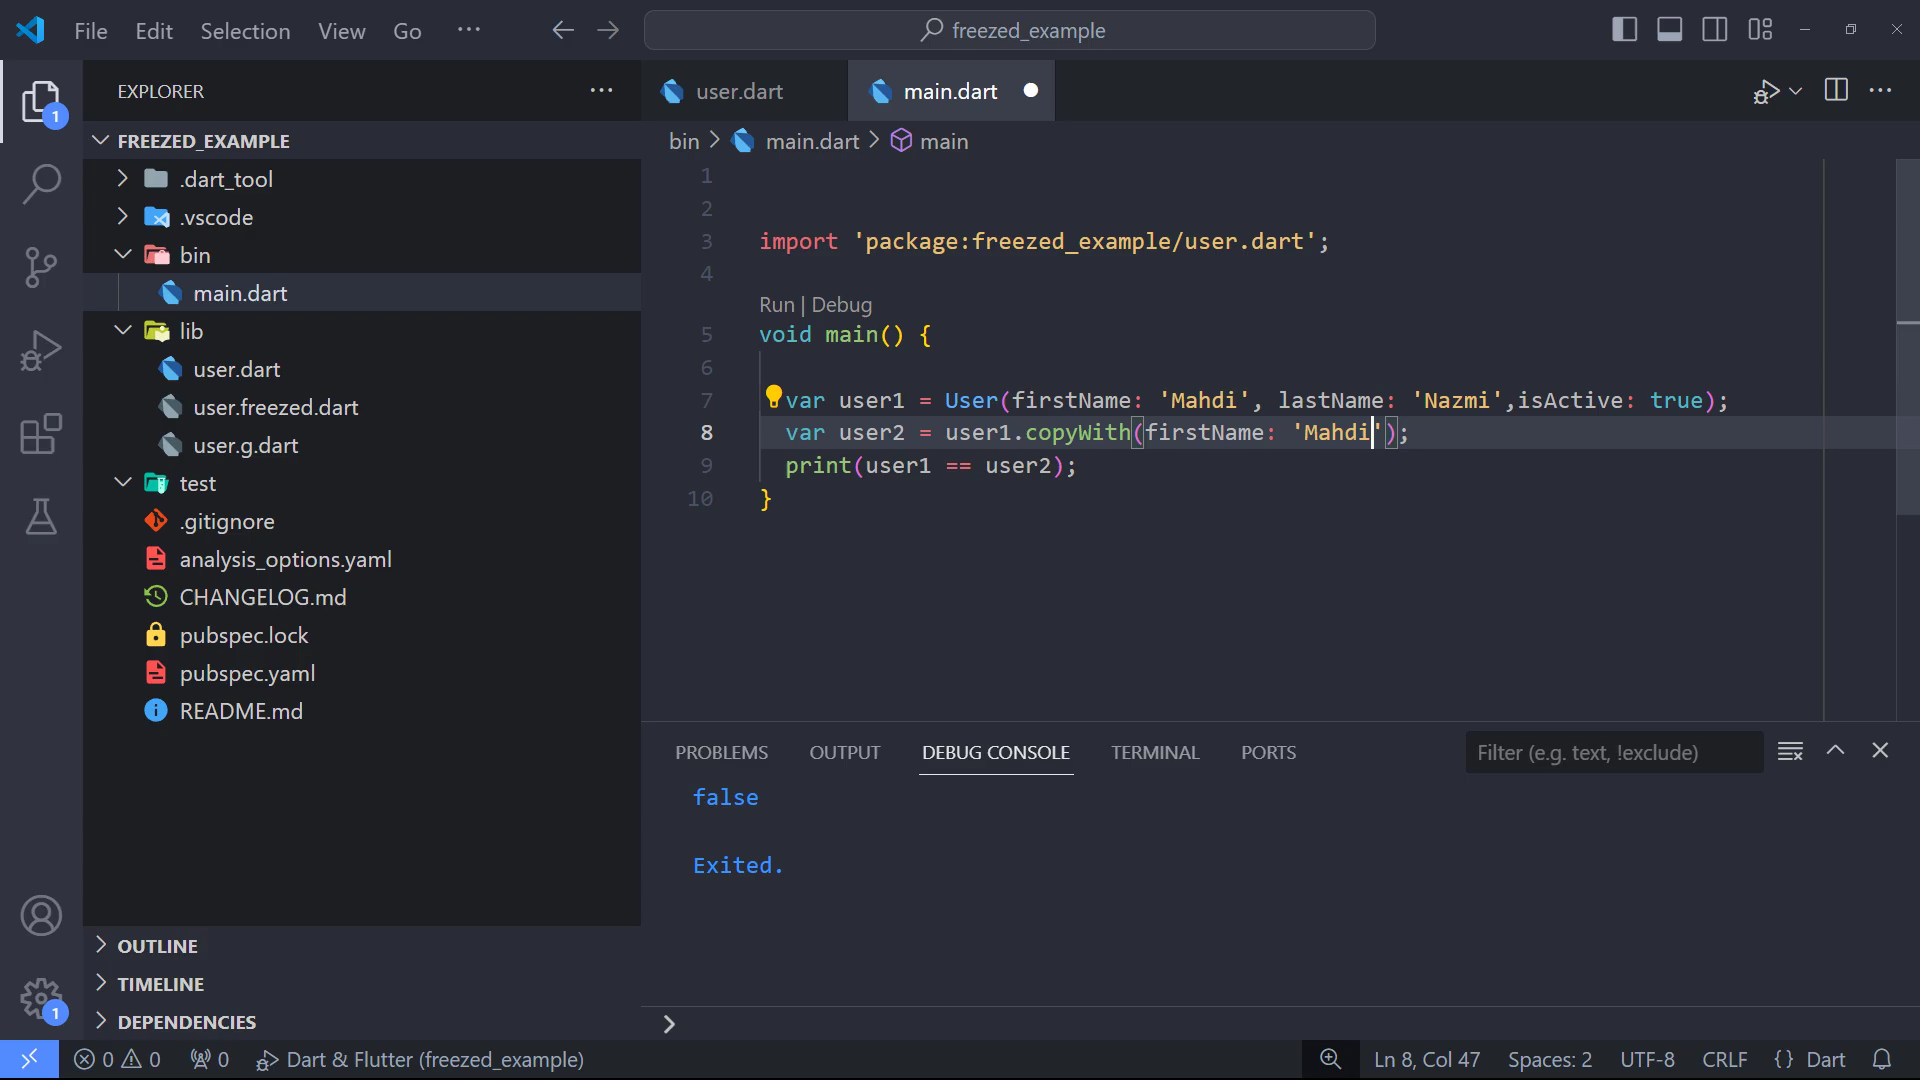 File Edit Selection View Go ··· freezed_example
EXPLORER ···
FREEZED_EXAMPLE
.dart_tool
.vscode
bin
main.dart
lib
user.dart
user.freezed.dart
user.g.dart
test
.gitignore
analysis_options.yaml
CHANGELOG.md
pubspec.lock
pubspec.yaml
README.md
OUTLINE
TIMELINE
DEPENDENCIES
1
1
user.dart main.dart
bin > main.dart > main
1
2
3 import 'package:freezed_example/user.dart';
4
Run | Debug
5 void main() {
6
7 var user1 = User(firstName: 'Mahdi', lastName: 'Nazmi',isActive: true);
8 var user2 = user1.copyWith(firstName: 'Mahdi');
9 print(user1 == user2);
10 }
PROBLEMS OUTPUT DEBUG CONSOLE TERMINAL PORTS Filter (e.g. text, !exclude)
false
Exited.
>
0 0 0 Dart & Flutter (freezed_example) Ln 8, Col 47 Spaces: 2 UTF-8 CRLF {} Dart